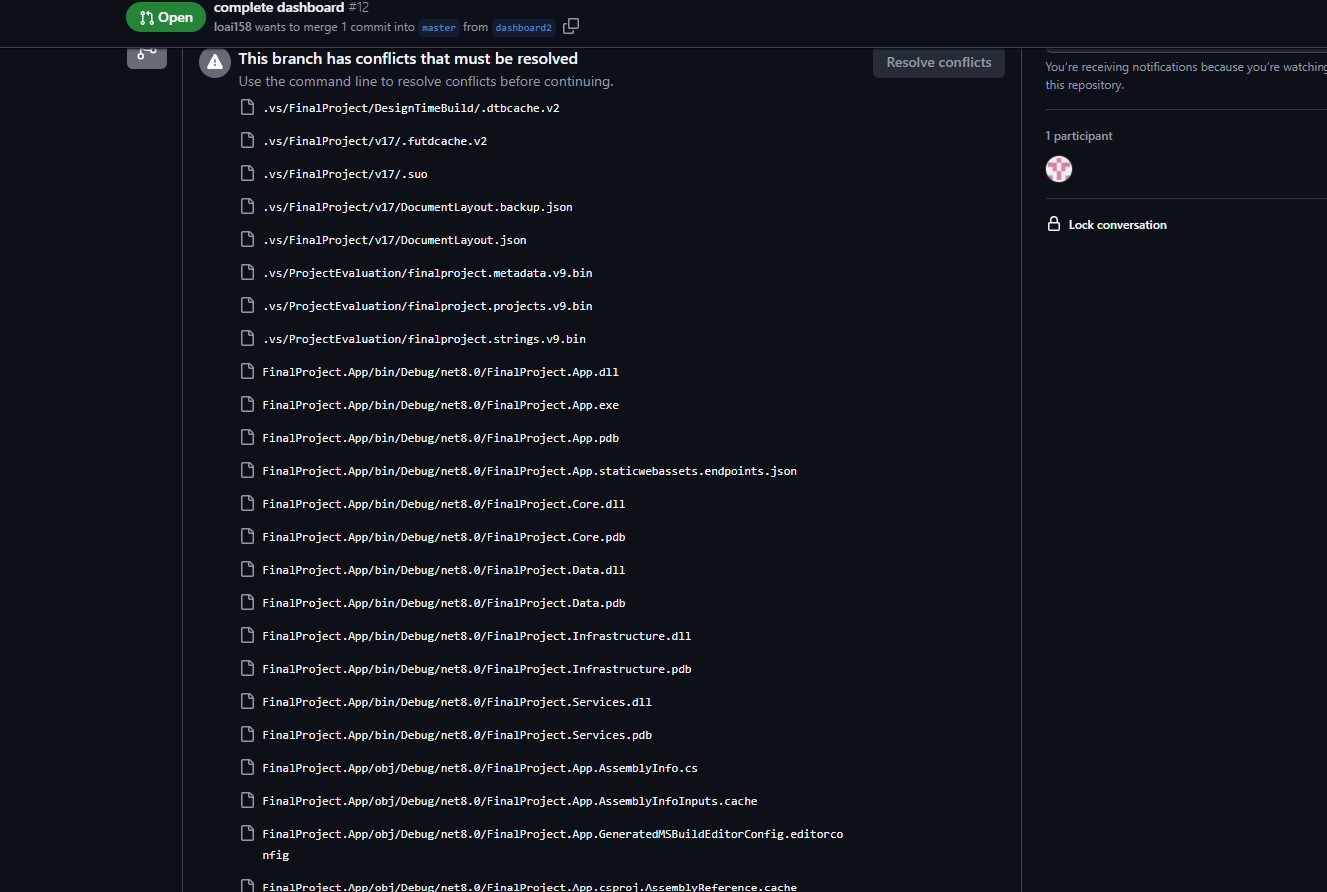 Open
complete dashboard #12
loai158 wants to merge 1 commit into master from dashboard2
This branch has conflicts that must be resolved
Use the command line to resolve conflicts before continuing.
Resolve conflicts
.vs/FinalProject/DesignTimeBuild/.dtbcache.v2
.vs/FinalProject/v17/.futdcache.v2
.vs/FinalProject/v17/.suo
.vs/FinalProject/v17/DocumentLayout.backup.json
.vs/FinalProject/v17/DocumentLayout.json
.vs/ProjectEvaluation/finalproject.metadata.v9.bin
.vs/ProjectEvaluation/finalproject.projects.v9.bin
.vs/ProjectEvaluation/finalproject.strings.v9.bin
FinalProject.App/bin/Debug/net8.0/FinalProject.App.dll
FinalProject.App/bin/Debug/net8.0/FinalProject.App.exe
FinalProject.App/bin/Debug/net8.0/FinalProject.App.pdb
FinalProject.App/bin/Debug/net8.0/FinalProject.App.staticwebassets.endpoints.json
FinalProject.App/bin/Debug/net8.0/FinalProject.Core.dll
FinalProject.App/bin/Debug/net8.0/FinalProject.Core.pdb
FinalProject.App/bin/Debug/net8.0/FinalProject.Data.dll
FinalProject.App/bin/Debug/net8.0/FinalProject.Data.pdb
FinalProject.App/bin/Debug/net8.0/FinalProject.Infrastructure.dll
FinalProject.App/bin/Debug/net8.0/FinalProject.Infrastructure.pdb
FinalProject.App/bin/Debug/net8.0/FinalProject.Services.dll
FinalProject.App/bin/Debug/net8.0/FinalProject.Services.pdb
FinalProject.App/obj/Debug/net8.0/FinalProject.App.AssemblyInfo.cs
FinalProject.App/obj/Debug/net8.0/FinalProject.App.AssemblyInfoInputs.cache
FinalProject.App/obj/Debug/net8.0/FinalProject.App.GeneratedMSBuildEditorConfig.editorco
nfig
FinalProject.App/obj/Debug/net8.0/FinalProject.App.csproj.AssemblyReference.cache
You're receiving notifications because you're watching
this repository.
1 participant
Lock conversation